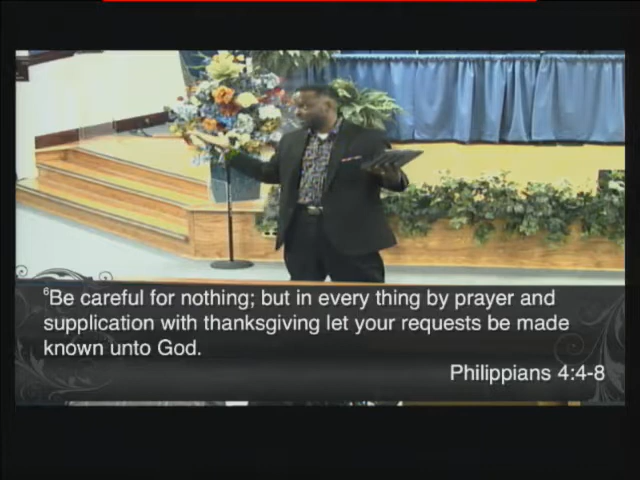 ⁶Be careful for nothing; but in every thing by prayer and
supplication with thanksgiving let your requests be made
known unto God.
Philippians 4:4-8